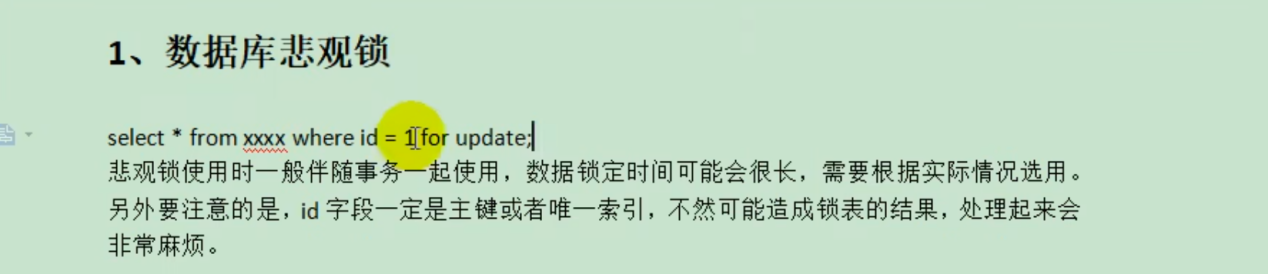 1、数据库悲观锁
select * from xxxx where id = 1 for update;
悲观锁使用时一般伴随事务一起使用，数据锁定时间可能会很长，需要根据实际情况选用。
另外要注意的是，id 字段一定是主键或者唯一索引，不然可能造成锁表的结果，处理起来会
非常麻烦。